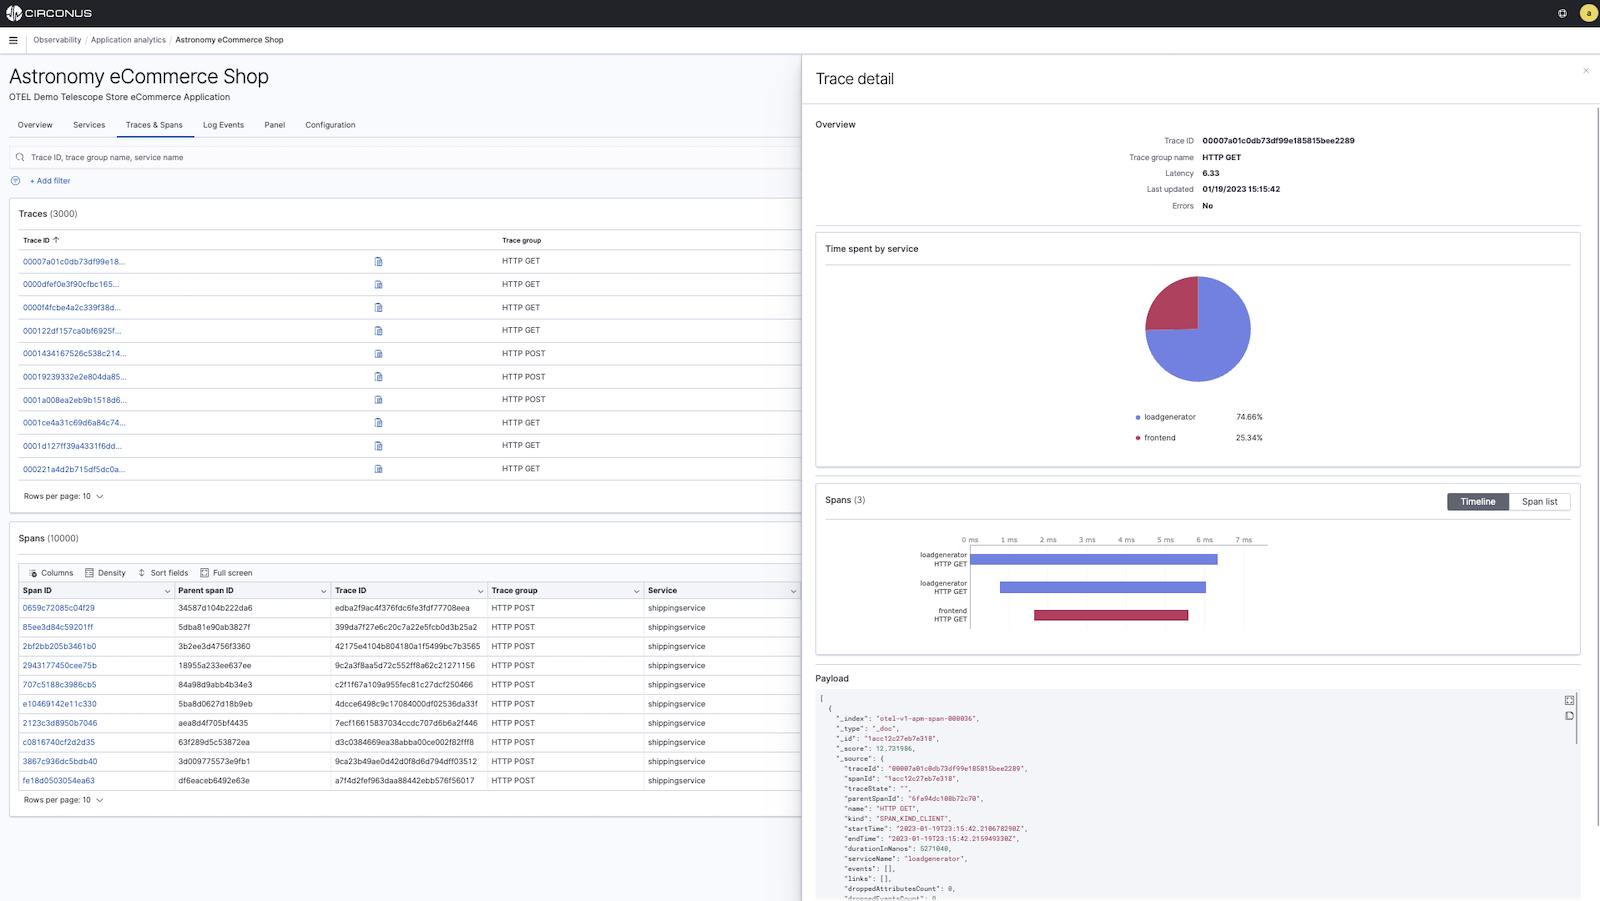 CIRCONUS
a
Observability / Application analytics / Astronomy eCommerce Shop
Astronomy eCommerce Shop
OTEL Demo Telescope Store eCommerce Application
Overview Services Traces & Spans Log Events Panel Configuration
Trace ID, trace group name, service name
+ Add filter
Traces (3000)
Trace ID Trace group
00007a01c0db73df99e18... HTTP GET
0000dfef0e3f90cfbc165... HTTP GET
0000f4fcbe4a2c339f38d... HTTP GET
000122df157ca0bf6925f... HTTP GET
0001434167526c538c214... HTTP POST
00019239332e2e804da85... HTTP POST
0001a008ea2eb9b1518d6... HTTP POST
0001ce4a31c69d6a84c74... HTTP GET
0001d127ff39a4331f6dd... HTTP GET
000221a4d2b715df5dc0a... HTTP GET
Rows per page: 10
Spans (10000)
Columns Density Sort fields Full screen
Span ID Parent span ID Trace ID Trace group Service
0659c72085c04f29 34587d104b222da6 edba2f9ac4f376fdc6fe3fdf77708eea HTTP POST shippingservice
85ee3d84c59201ff 5dba81e90ab3827f 399da7f27e6c20c7a22e5fcb0d3b25a2 HTTP POST shippingservice
2bf2bb205b3461b0 3b2ee3d4756f3360 42175e4104b804180a1f5499bc7b3565 HTTP POST shippingservice
2943177450cee75b 18955a233ee637ee 9c2a3f8aa5d72c552ff8a62c21271156 HTTP POST shippingservice
707c5188c3986cb5 84a98d9abb4b34e3 c2f1f67a109a955fec81c27dcf250466 HTTP POST shippingservice
e10469142e11c330 5ba8d0627d18b9eb 4dcce6498c9c17084000df02536da33f HTTP POST shippingservice
2123c3d8950b7046 aea8d4f705bf4435 7ecf16615837034ccdc707d6b6a2f446 HTTP POST shippingservice
c0816740cf2d2d35 63f289d5c53872ea d3c0384669ea38abba00ce002f82fff8 HTTP POST shippingservice
3867c936dc5bdb40 3d009775573e9fb1 9ca23b49ae0d42d0f8d6d794dff03512 HTTP POST shippingservice
fe18d0503054ea63 df6eaceb6492e63e a7f4d2fef963daa88442ebb576f56017 HTTP POST shippingservice
Rows per page: 10
Trace detail
Overview
Trace ID 00007a01c0db73df99e185815bee2289
Trace group name HTTP GET
Latency 6.33
Last updated 01/19/2023 15:15:42
Errors No
Time spent by service
loadgenerator 74.66%
frontend 25.34%
Spans (3)
Timeline Span list
0 ms 1 ms 2 ms 3 ms 4 ms 5 ms 6 ms 7 ms
loadgenerator
HTTP GET
loadgenerator
HTTP GET
frontend
HTTP GET
Payload
[
{
"_index": "otel-v1-apm-span-000036",
"_type": "_doc",
"_id": "1acc12c27eb7e318",
"_score": 12.731986,
"_source": {
"traceId": "00007a01c0db73df99e185815bee2289",
"spanId": "1acc12c27eb7e318",
"traceState": "",
"parentSpanId": "6fa94dc108b72c70",
"name": "HTTP GET",
"kind": "SPAN_KIND_CLIENT",
"startTime": "2023-01-19T23:15:42.210678290Z",
"endTime": "2023-01-19T23:15:42.215949330Z",
"durationInNanos": 5271040,
"serviceName": "loadgenerator",
"events": [],
"links": [],
"droppedAttributesCount": 0,
"droppedEventsCount": 0